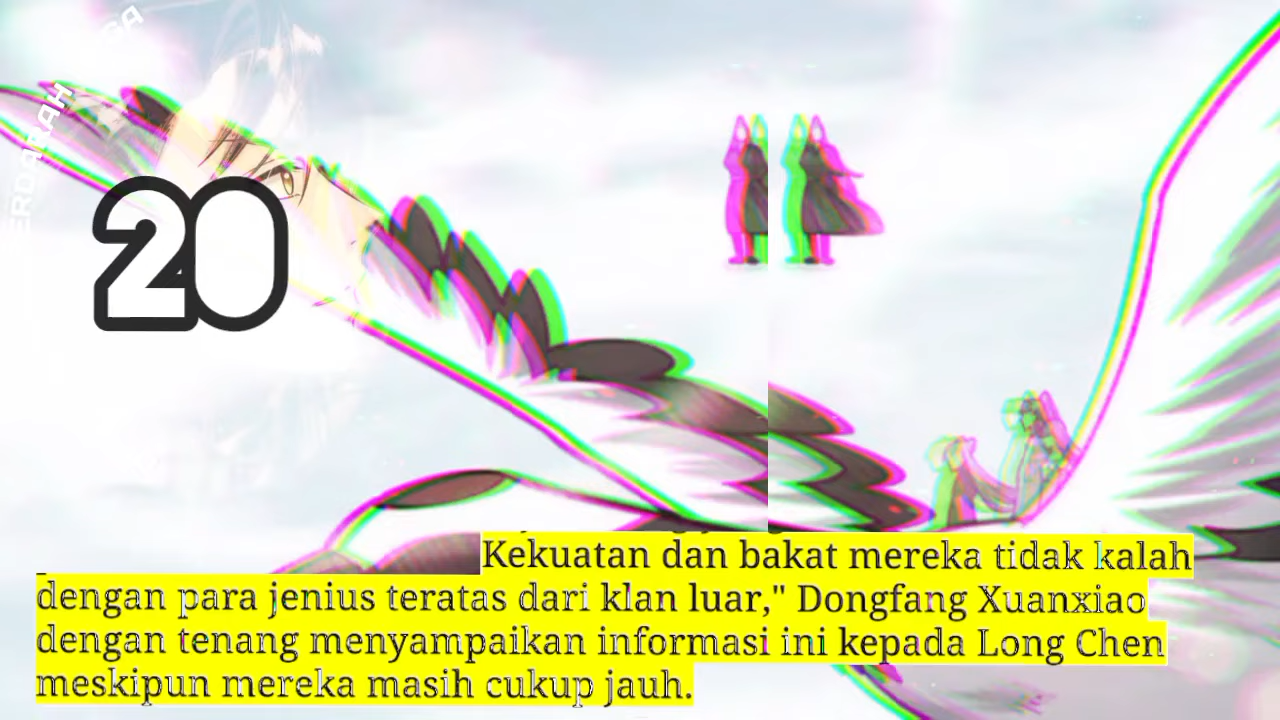 20
Kekuatan dan bakat mereka tidak kalah
dengan para jenius teratas dari klan luar," Dongfang Xuanxiao
dengan tenang menyampaikan informasi ini kepada Long Chen
meskipun mereka masih cukup jauh.